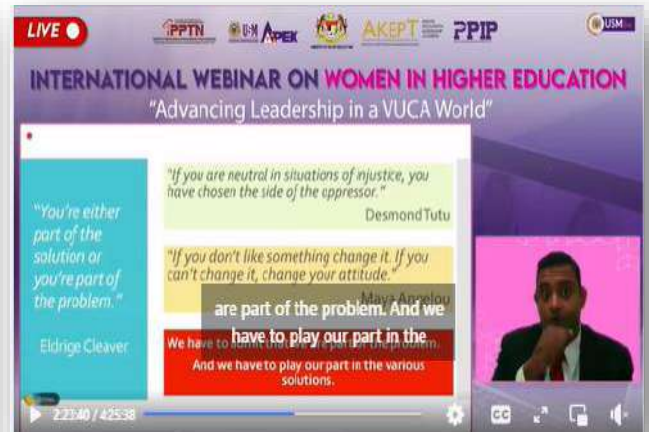 LIVE
IPPTN
USM APEX
AKEPT
PPIP
USM
INTERNATIONAL WEBINAR ON WOMEN IN HIGHER EDUCATION
"Advancing Leadership in a VUCA World"
"You're either
part of the
solution or
you're part of
the problem."
Eldrige Cleaver
"If you are neutral in situations of injustice, you
have chosen the side of the oppressor."
Desmond Tutu
"If you don't like something change it. If you
can't change it, change your attitude."
Maya Angelou
are part of the problem. And we
have to play our part in the
We have to admit that we are part of the problem.
And we have to play our part in the various
solutions.
2:23:40 / 4:25:38
CC